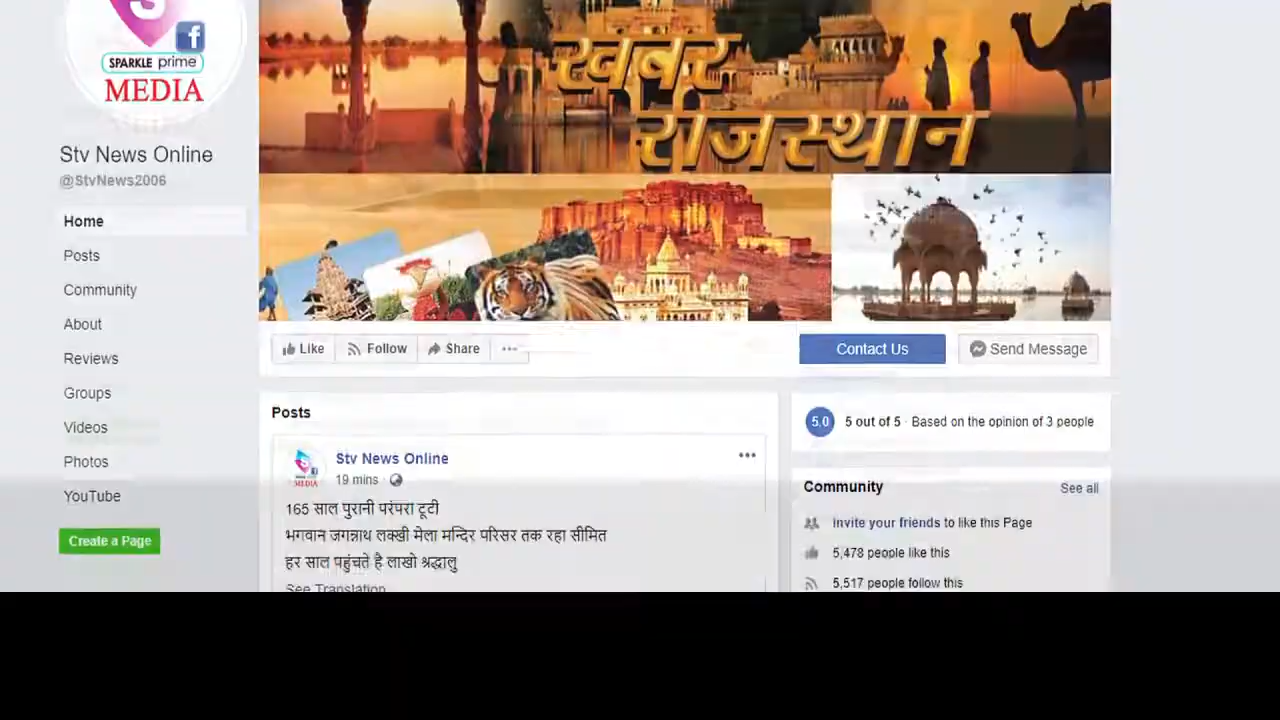 SPARKLE prime
MEDIA
खबर
राजस्थान
Stv News Online
@StvNews2006
Home
Posts
Community
About
Reviews
Groups
Videos
Photos
YouTube
Create a Page
Like
Follow
Share
Contact Us
Send Message
Posts
Stv News Online
19 mins
165 साल पुरानी परंपरा टूटी
भगवान जगन्नाथ लक्खी मेला मन्दिर परिसर तक रहा सीमित
हर साल पहुंचते है लाखो श्रद्धालु
See Translation
5.0 5 out of 5 · Based on the opinion of 3 people
Community
See all
Invite your friends to like this Page
5,478 people like this
5,517 people follow this